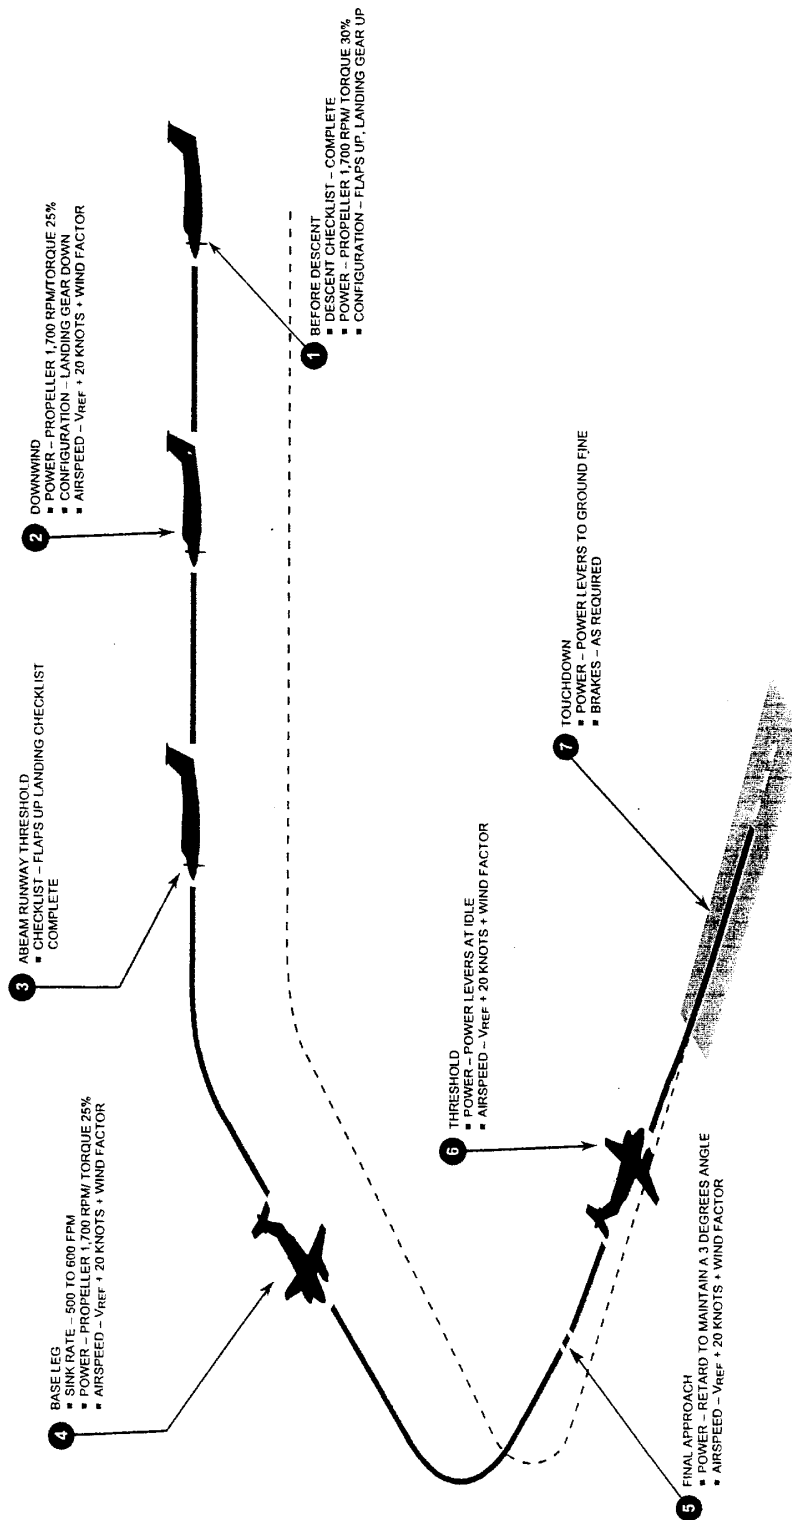 1
BEFORE DESCENT
▪ DESCENT CHECKLIST – COMPLETE
▪ POWER – PROPELLER 1,700 RPM/ TORQUE 30%
▪ CONFIGURATION – FLAPS UP, LANDING GEAR UP
2
DOWNWIND
▪ POWER – PROPELLER 1,700 RPM/TORQUE 25%
▪ CONFIGURATION – LANDING GEAR DOWN
▪ AIRSPEED – VREF + 20 KNOTS + WIND FACTOR
3
ABEAM RUNWAY THRESHOLD
▪ CHECKLIST – FLAPS UP LANDING CHECKLIST
COMPLETE
4
BASE LEG
▪ SINK RATE – 500 TO 600 FPM
▪ POWER – PROPELLER 1,700 RPM/ TORQUE 25%
▪ AIRSPEED – VREF + 20 KNOTS + WIND FACTOR
5
FINAL APPROACH
▪ POWER – RETARD TO MAINTAIN A 3 DEGREES ANGLE
▪ AIRSPEED – VREF + 20 KNOTS + WIND FACTOR
6
THRESHOLD
▪ POWER – POWER LEVERS AT IDLE
▪ AIRSPEED – VREF + 20 KNOTS + WIND FACTOR
7
TOUCHDOWN
▪ POWER – POWER LEVERS TO GROUND FINE
▪ BRAKES – AS REQUIRED